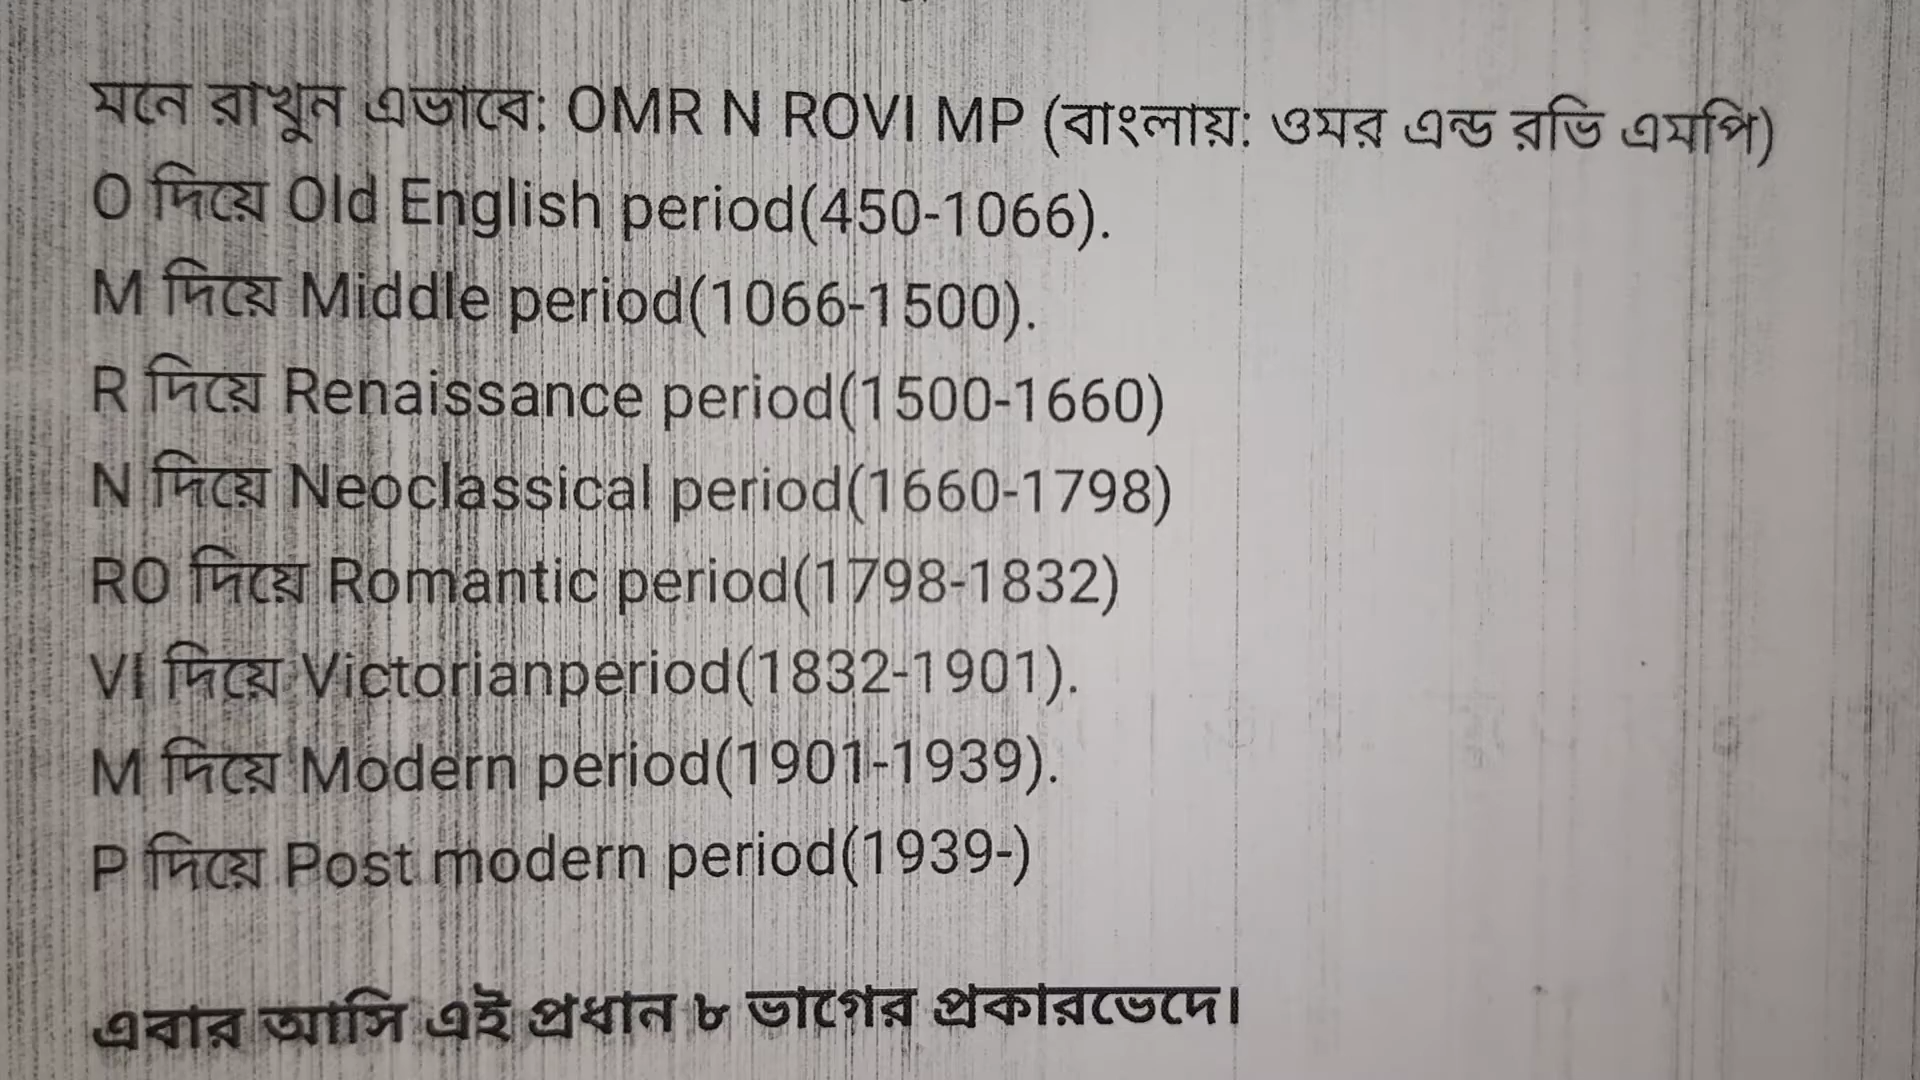 মনে রাখুন এভাবে: OMR N ROVI MP (বাংলায়: ওমর এন্ড রভি এমপি)
O দিয়ে Old English period(450-1066).
M দিয়ে Middle period(1066-1500).
R দিয়ে Renaissance period(1500-1660)
N দিয়ে Neoclassical period(1660-1798)
RO দিয়ে Romantic period(1798-1832)
VI দিয়ে Victorianperiod(1832-1901).
M দিয়ে Modern period(1901-1939).
P দিয়ে Post modern period(1939-)
এবার আসি এই প্রধান ৮ ভাগের প্রকারভেদে।